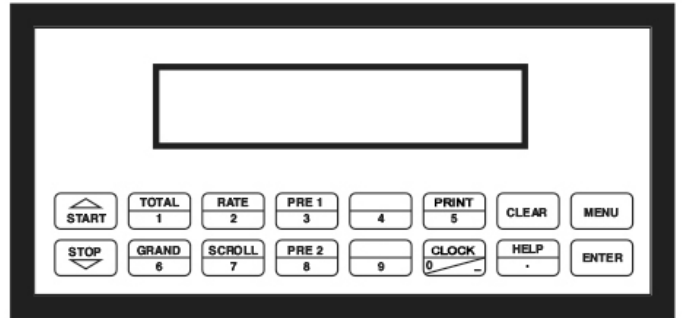 START TOTAL 1 RATE 2 PRE 1 3 4 PRINT 5 CLEAR MENU
STOP GRAND 6 SCROLL 7 PRE 2 8 9 CLOCK 0 – HELP . ENTER